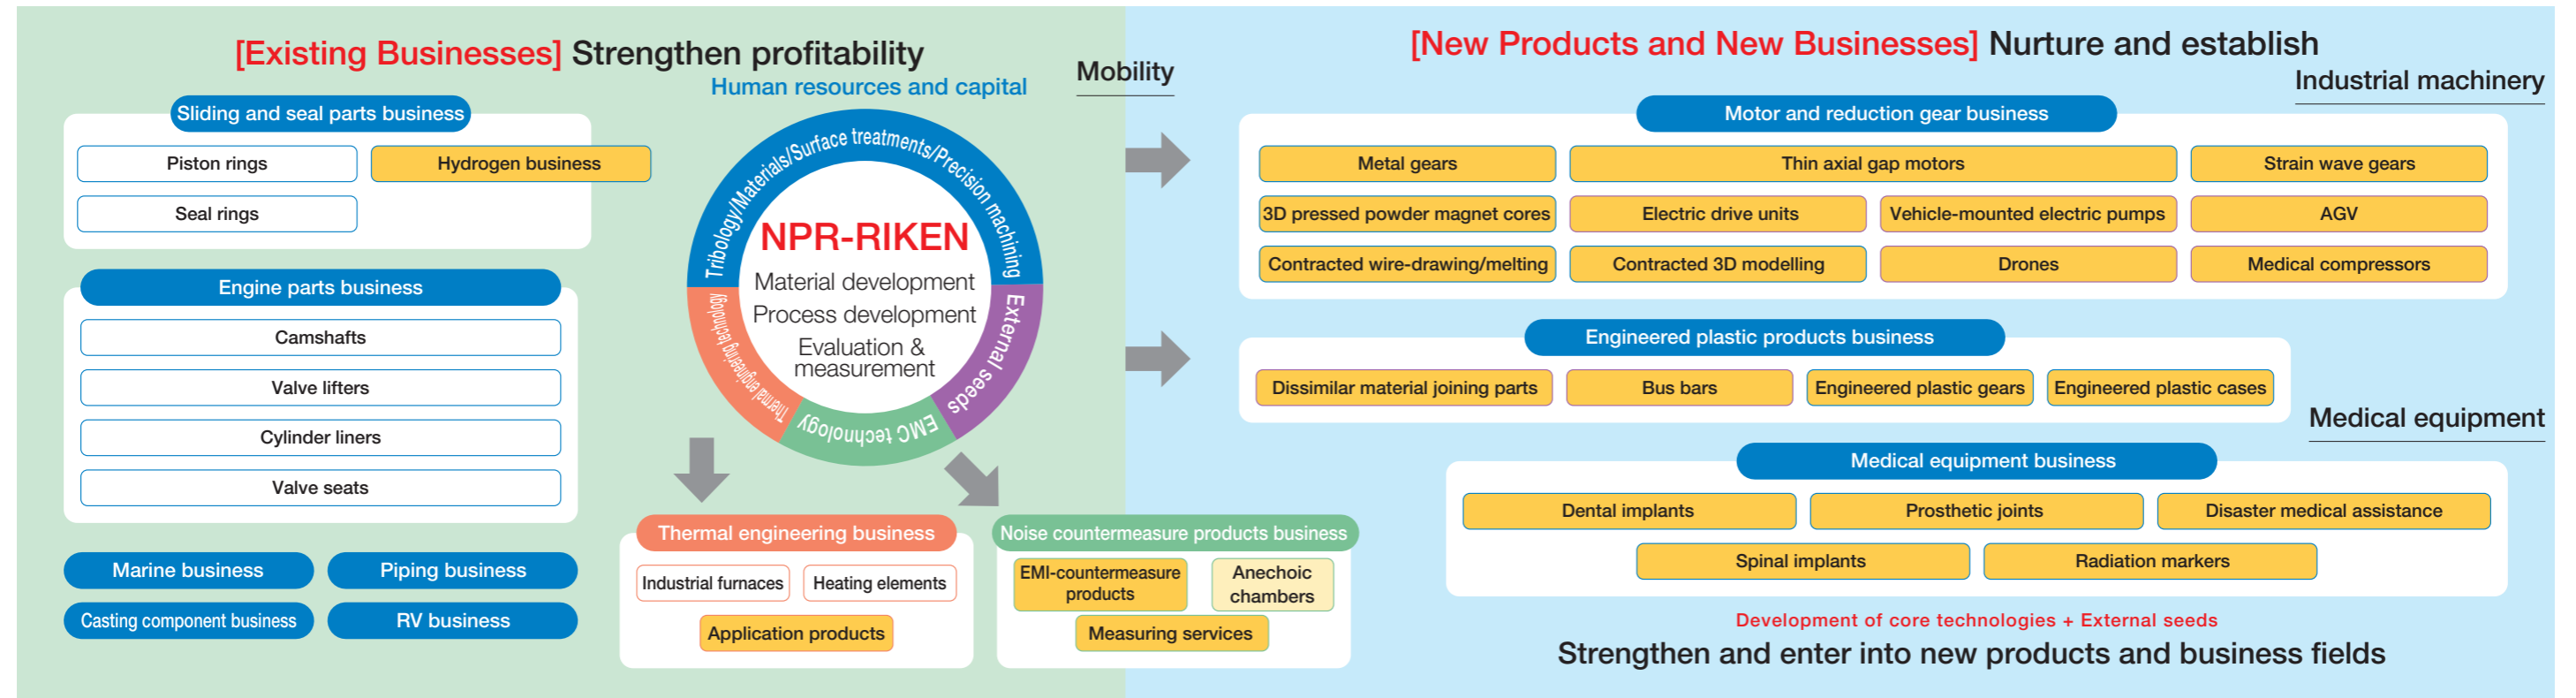 [Existing Businesses] Strengthen profitability
Human resources and capital
Sliding and seal parts business
Piston rings
Hydrogen business
Seal rings
Engine parts business
Camshafts
Valve lifters
Cylinder liners
Valve seats
Marine business
Piping business
Casting component business
RV business
Tribology/Materials/Surface treatments/Precision machining
External seeds
EMC technology
Thermal engineering technology
NPR-RIKEN
Material development
Process development
Evaluation &
measurement
Thermal engineering business
Industrial furnaces
Heating elements
Application products
Noise countermeasure products business
EMI-countermeasure
products
Anechoic
chambers
Measuring services
Mobility
[New Products and New Businesses] Nurture and establish
Industrial machinery
Motor and reduction gear business
Metal gears
Thin axial gap motors
Strain wave gears
3D pressed powder magnet cores
Electric drive units
Vehicle-mounted electric pumps
AGV
Contracted wire-drawing/melting
Contracted 3D modelling
Drones
Medical compressors
Engineered plastic products business
Dissimilar material joining parts
Bus bars
Engineered plastic gears
Engineered plastic cases
Medical equipment
Medical equipment business
Dental implants
Prosthetic joints
Disaster medical assistance
Spinal implants
Radiation markers
Development of core technologies + External seeds
Strengthen and enter into new products and business fields